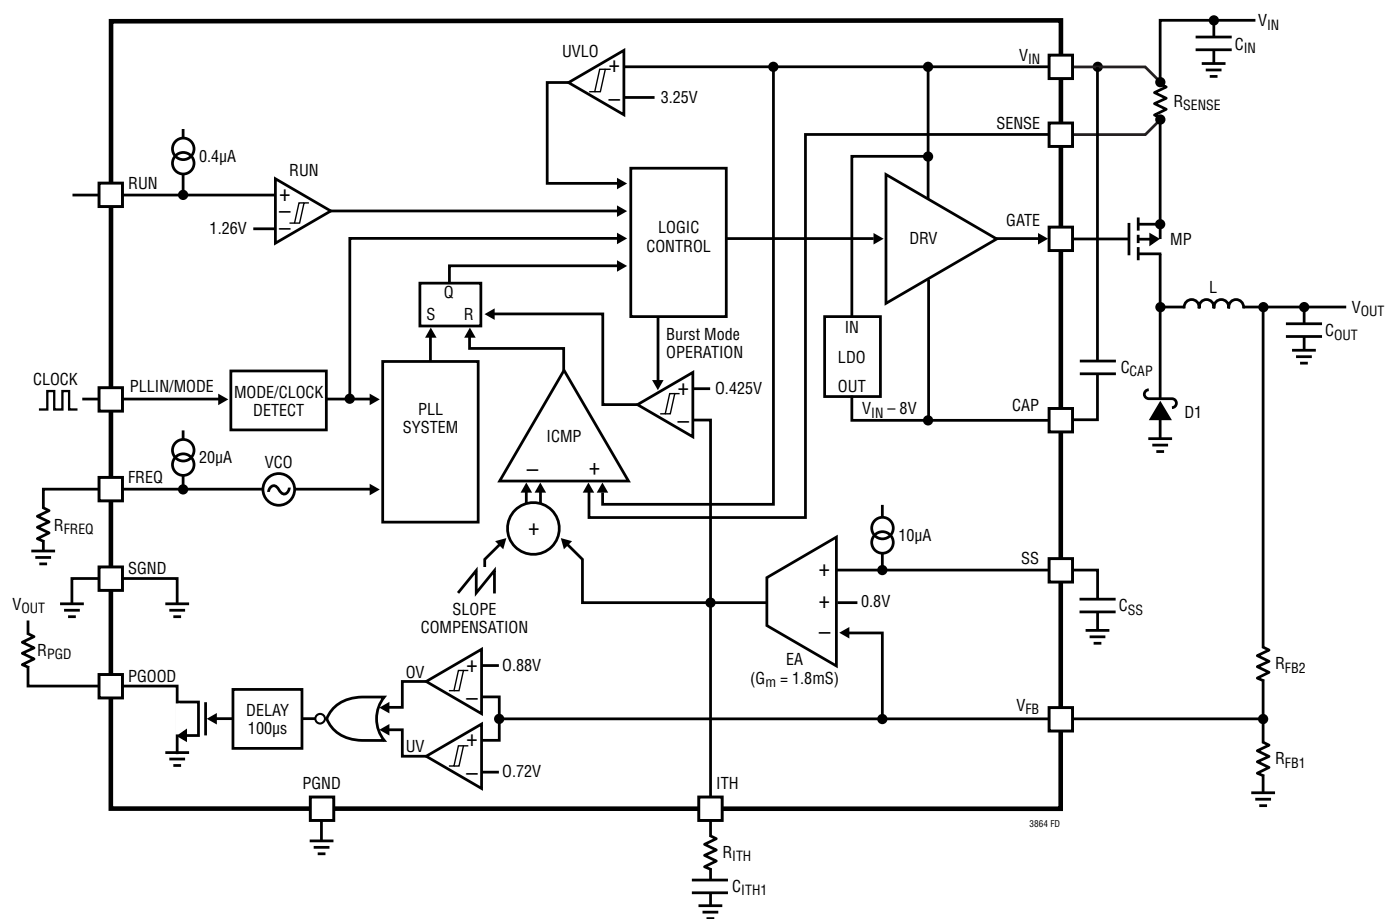 VIN
CIN
UVLO
+
–
3.25V
VIN
RSENSE
SENSE
0.4µA
RUN
RUN
+
–
–
1.26V
LOGIC
CONTROL
DRV
GATE
MP
Q
S R
Burst Mode
OPERATION
IN
LDO
OUT
VIN – 8V
L
VOUT
COUT
CCAP
CAP
D1
CLOCK
PLLIN/MODE
MODE/CLOCK
DETECT
PLL
SYSTEM
+
–
0.425V
ICMP
– +
20µA
FREQ
VCO
RFREQ
+
10µA
SS
CSS
SGND
SLOPE
COMPENSATION
+
+
–
0.8V
EA
(Gm = 1.8mS)
VOUT
RPGD
PGOOD
DELAY
100µs
OV
+
–
0.88V
UV
+
–
0.72V
VFB
RFB2
RFB1
PGND
ITH
3864 FD
RITH
CITH1